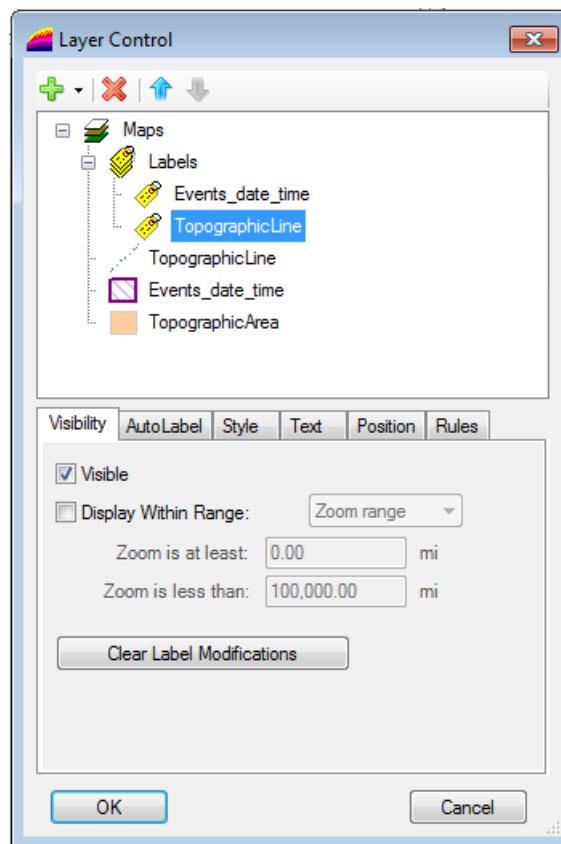 Layer Control
Maps
Labels
Events_date_time
TopographicLine
TopographicLine
Events_date_time
TopographicArea
Visibility AutoLabel Style Text Position Rules
Visible
Display Within Range: Zoom range
Zoom is at least: 0.00 mi
Zoom is less than: 100,000.00 mi
Clear Label Modifications
OK Cancel